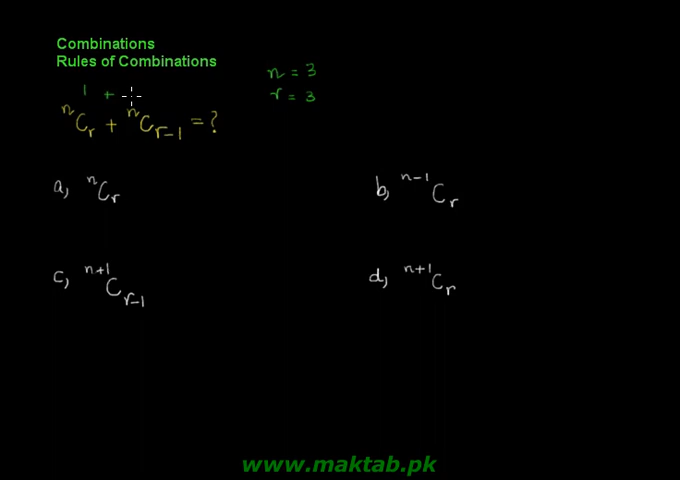 Combinations
Rules of Combinations
n = 3
r = 3
1 +
ⁿCᵣ + ⁿCᵣ₋₁ = ?
a, ⁿCᵣ
b, ⁿ⁻¹Cᵣ
c, ⁿ⁺¹Cᵣ₋₁
d, ⁿ⁺¹Cᵣ
www.maktab.pk